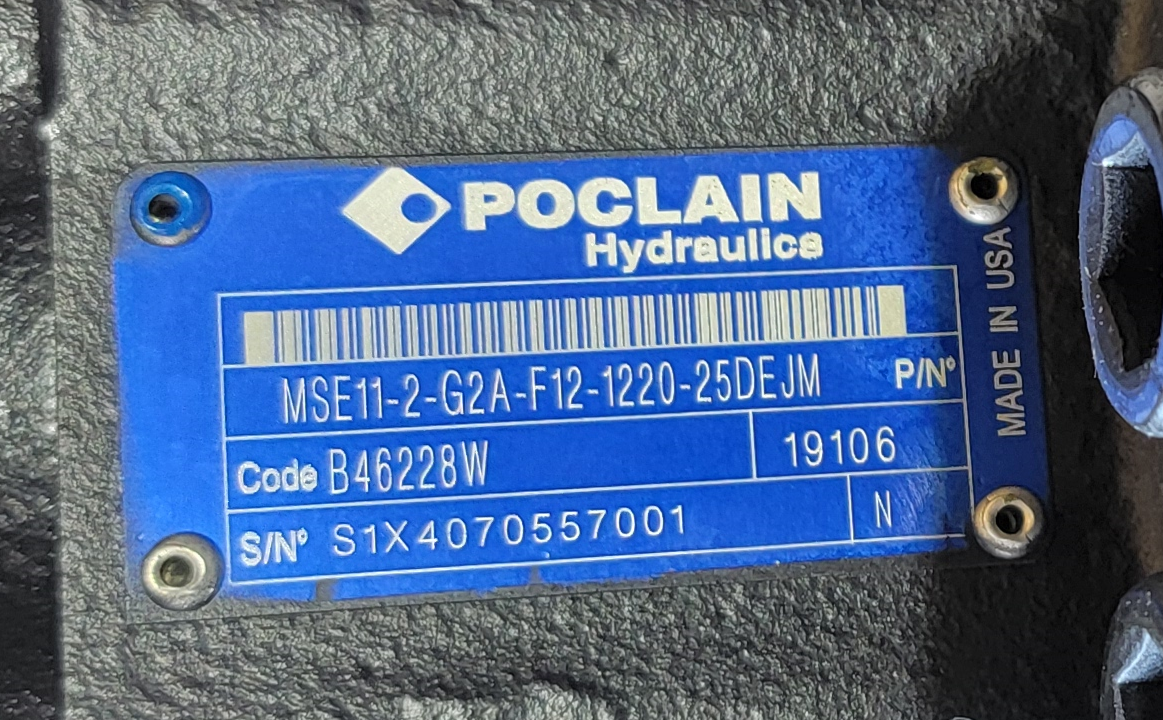 POCLAIN
Hydraulics
MSE11-2-G2A-F12-1220-25DEJM P/N°
Code B46228W 19106
S/N° S1X4070557001 N
MADE IN USA